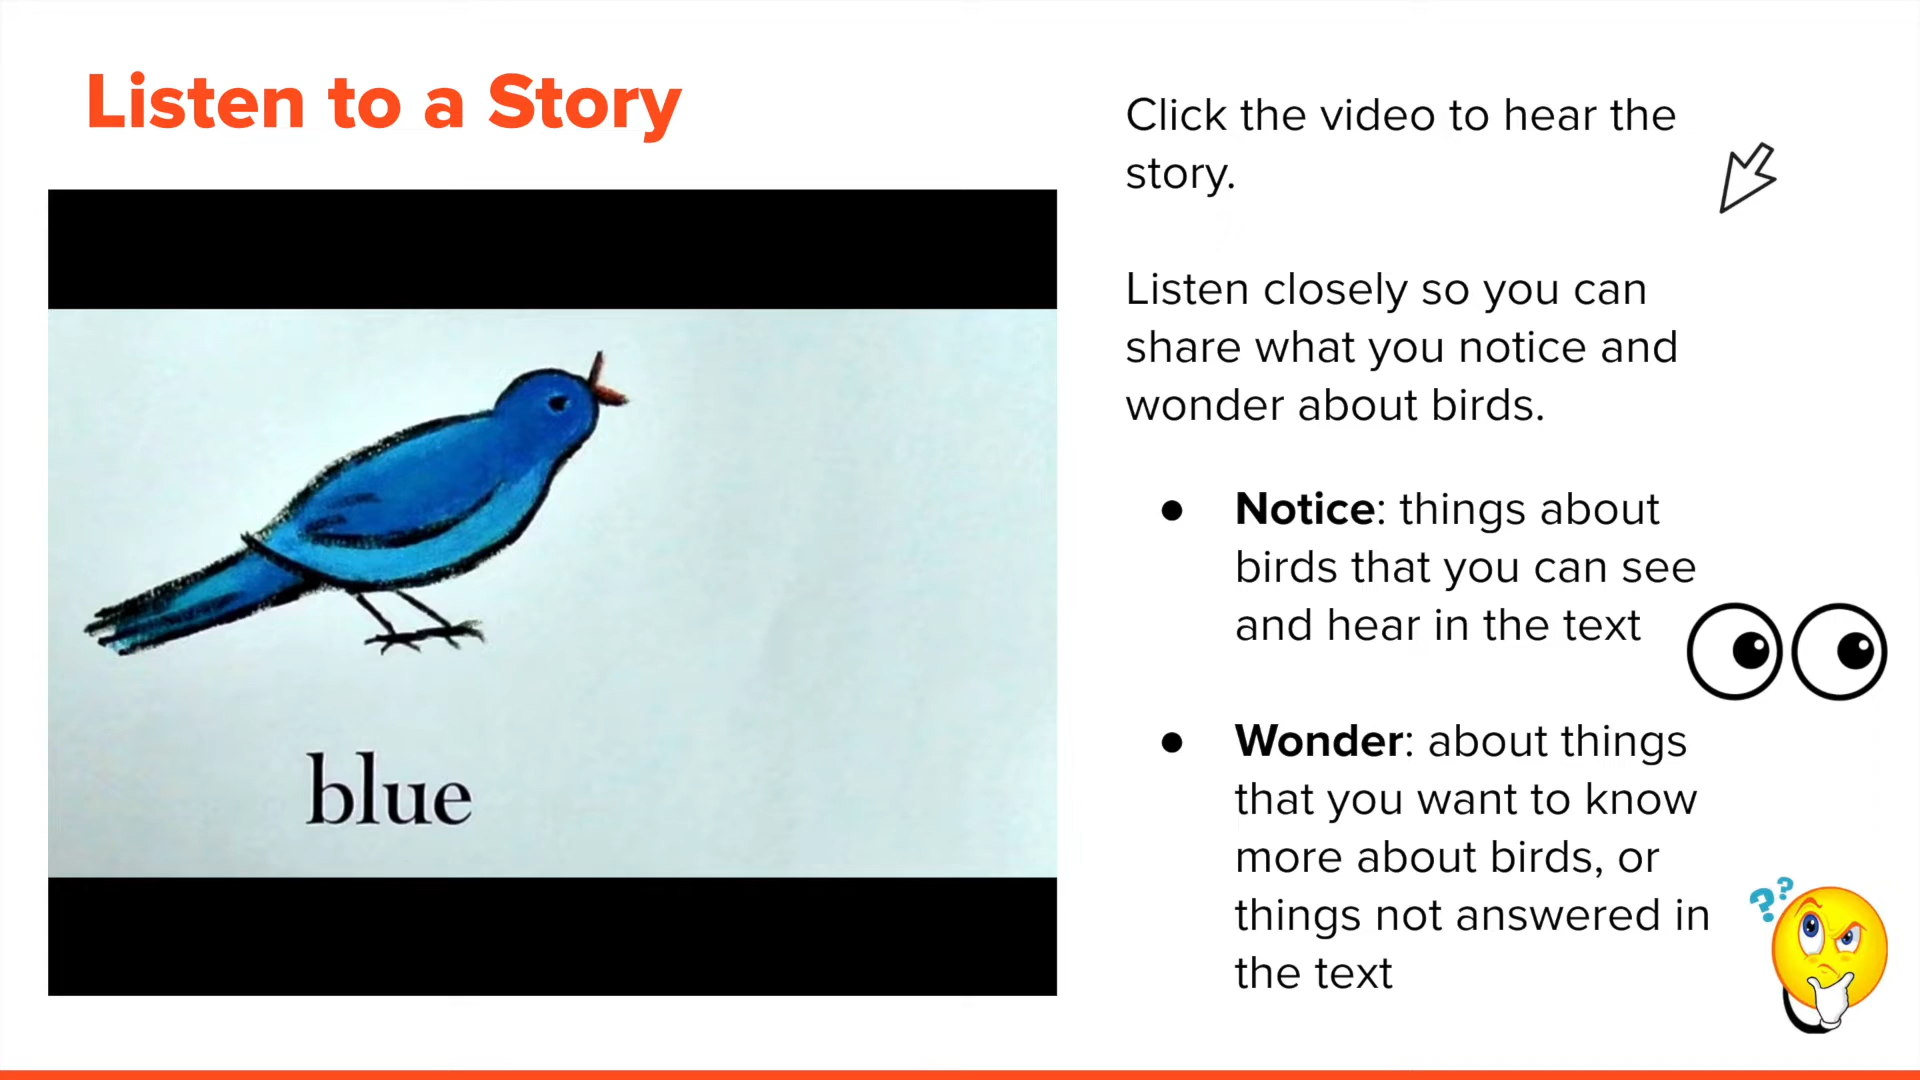 Listen to a Story
blue
Click the video to hear the
story.
Listen closely so you can
share what you notice and
wonder about birds.
● Notice: things about
birds that you can see
and hear in the text
● Wonder: about things
that you want to know
more about birds, or
things not answered in
the text
??